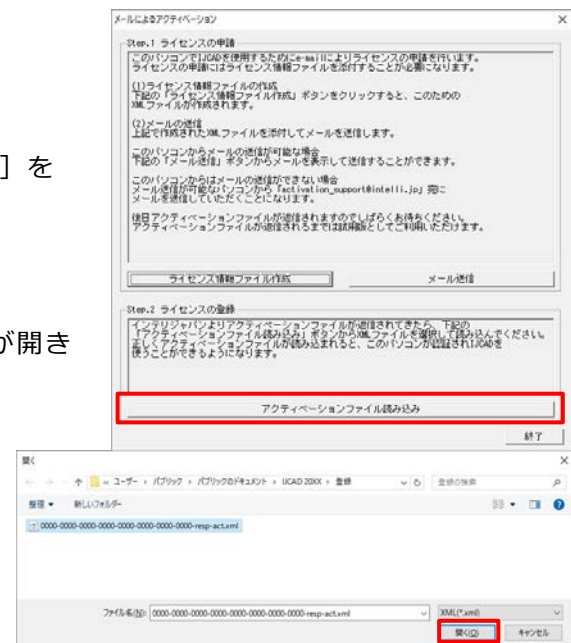 メールによるアクティベーション
Step.1 ライセンスの申請
このパソコンでIJCADを使用するためにe-mailによりライセンスの申請を行います。
ライセンスの申請にはライセンス情報ファイルを添付することが必要になります。
(1)ライセンス情報ファイルの作成
下記の「ライセンス情報ファイル作成」ボタンをクリックすると、このための
XMLファイルが作成されます。
(2)メールの送信
上記で作成されたXMLファイルを添付してメールを送信します。
このパソコンからメールの送信が可能な場合
下記の「メール送信」ボタンからメールを表示して送信することができます。
このパソコンからはメールの送信ができない場合
メール送信が可能なパソコンから「activation_support@intelli.jp」宛に
メールを送信していただくことになります。
後日アクティベーションファイルが返信されますのでしばらくお待ちください。
アクティベーションファイルが返信されるまでは試用版としてご利用いただけます。
］を
ライセンス情報ファイル作成
メール送信
Step.2 ライセンスの登録
インテリジャパンよりアクティベーションファイルが返信されてきたら、下記の
「アクティベーションファイル読み込み」ボタンからXMLファイルを選択して読み込んでください。
正しくアクティベーションファイルが読み込まれると、このパソコンが認証されIJCADを
使うことができるようになります。
が開き
アクティベーションファイル読み込み
終了
開く
« ユーザー › パブリック › パブリックのドキュメント › IJCAD 20XX › 登録
登録の検索
整理 新しいフォルダー
0000-0000-0000-0000-0000-0000-0000-0000-resp-act.xml
ファイル名(N): 0000-0000-0000-0000-0000-0000-0000-0000-resp-act.xml
XML(*.xml)
開く(O)
キャンセル